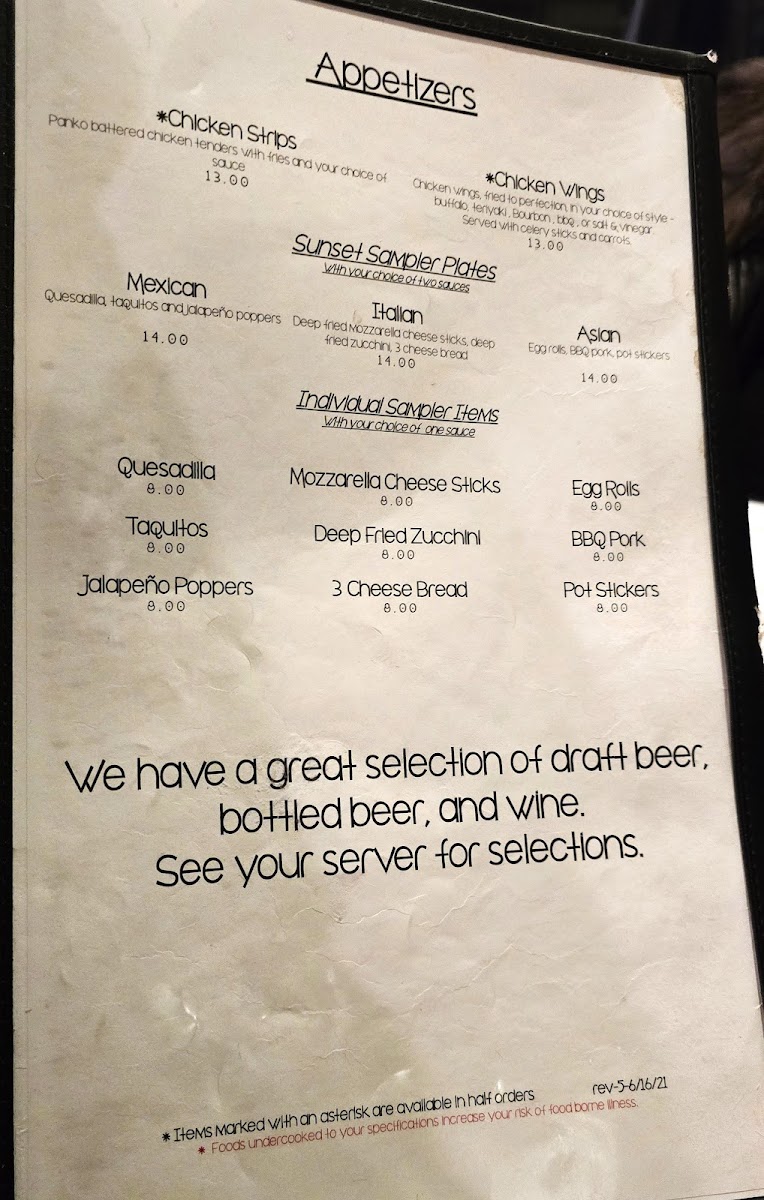 Appetizers
*Chicken Strips
Panko battered chicken tenders with fries and your choice of
sauce
13.00
*Chicken Wings
Chicken wings, fried to perfection, in your choice of style -
buffalo, teriyaki, Bourbon, bbq, or salt & vinegar.
Served with celery sticks and carrots.
13.00
Sunset Sampler Plates
With your choice of two sauces
Mexican
Quesadilla, taquitos and jalapeño poppers
14.00
Italian
Deep fried Mozzarella cheese sticks, deep
fried zucchini, 3 cheese bread
14.00
Asian
Egg rolls, BBQ pork, pot stickers
14.00
Individual Sampler Items
With your choice of one sauce
Quesadilla
8.00
Mozzarella Cheese Sticks
8.00
Egg Rolls
8.00
Taquitos
8.00
Deep Fried Zucchini
8.00
BBQ Pork
8.00
Jalapeño Poppers
8.00
3 Cheese Bread
8.00
Pot Stickers
8.00
We have a great selection of draft beer,
bottled beer, and wine.
See your server for selections.
* Items marked with an asterisk are available in half orders
rev-5-6/16/21
* Foods undercooked to your specifications increase your risk of food borne illness.